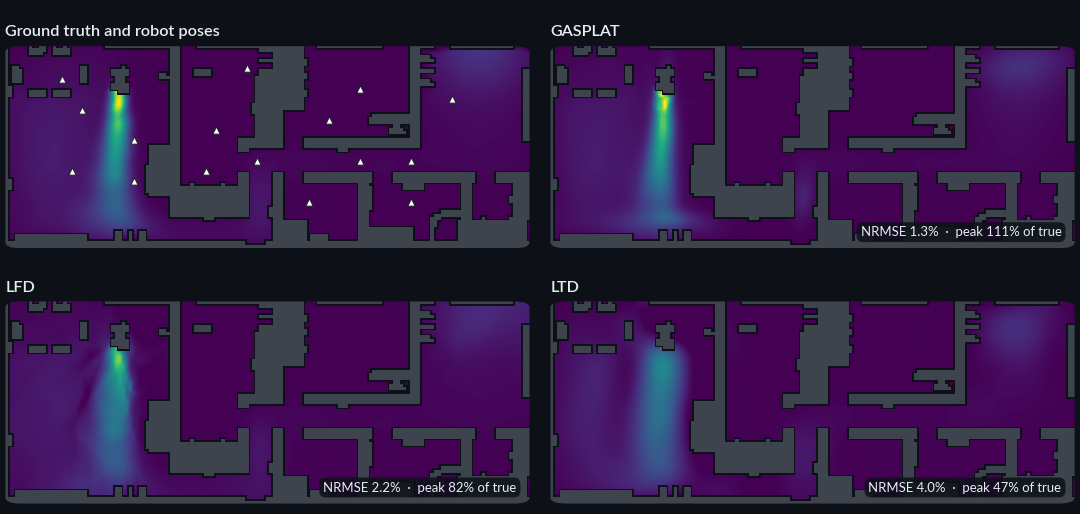 Ground truth and robot poses
GASPLAT
NRMSE 1.3% · peak 111% of true
LFD
LTD
NRMSE 2.2% · peak 82% of true
NRMSE 4.0% · peak 47% of true